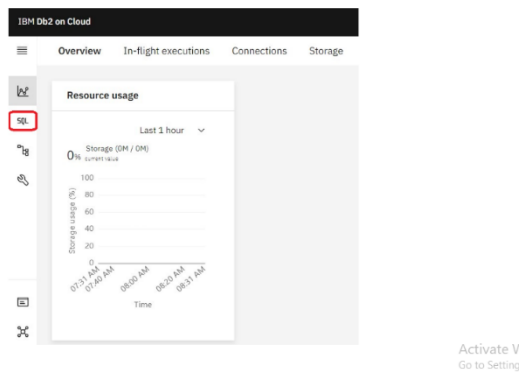 IBM Db2 on Cloud
Overview In-flight executions Connections Storage
Resource usage
SQL
Last 1 hour
0% Storage (0M / 0M)
current value
100
80
60
40
20
0
Storage usage (%)
07:31 AM
07:40 AM
08:00 AM
08:20 AM
08:31 AM
Time
Activate W
Go to Setting